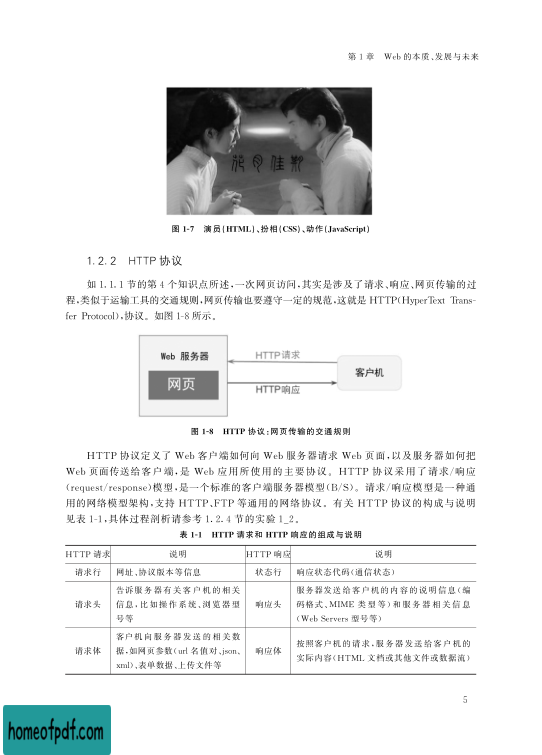 第 1 章　Web 的本质、发展与未来
图 1-7　演员(HTML)、扮相(CSS)、动作(JavaScript)
1.2.2　HTTP 协议
如 1.1.1 节的第 4 个知识点所述,一次网页访问,其实是涉及了请求、响应、网页传输的过
程,类似于运输工具的交通规则,网页传输也要遵守一定的规范,这就是 HTTP(HyperText Trans-
fer Protocol),协议。如图 1-8 所示。
Web 服务器
网页
HTTP请求
HTTP响应
客户机
图 1-8　HTTP 协议:网页传输的交通规则
HTTP 协议定义了 Web 客户端如何向 Web 服务器请求 Web 页面,以及服务器如何把
Web 页面传送给客户端,是 Web 应用所使用的主要协议。HTTP 协议采用了请求/响应
(request/response)模型,是一个标准的客户端服务器模型(B/S)。请求/响应模型是一种通
用的网络模型架构,支持 HTTP、FTP 等通用的网络协议。有关 HTTP 协议的构成与说明
见表 1-1,具体过程剖析请参考 1.2.4 节的实验 1_2。
表 1-1　HTTP 请求和 HTTP 响应的组成与说明
HTTP 请求　说明　HTTP 响应　说明
请求行　网址、协议版本等信息　状态行　响应状态代码(通信状态)
请求头
告诉服务器有关客户机的相关
信息,比如操作系统、浏览器型
号等
响应头
服务器发送给客户机的内容的说明信息(编
码格式、MIME 类型等)和服务器相关信息
(Web Servers 型号等)
请求体
客户机向服务器发送的相关数
据,如网页参数(url 名值对、json、
xml)、表单数据、上传文件等
响应体
按照客户机的请求,服务器发送给客户机的
实际内容(HTML 文档或其他文件或数据流)
5
homeofpdf.com